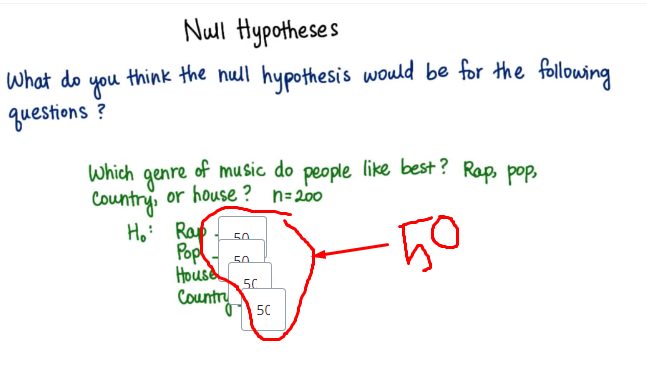 Null Hypotheses
What do you think the null hypothesis would be for the following
questions ?
Which genre of music do people like best? Rap, pop,
Country, or house? n=200
H₀: Rap - 50
Pop - 50
House 50
Country 50
50